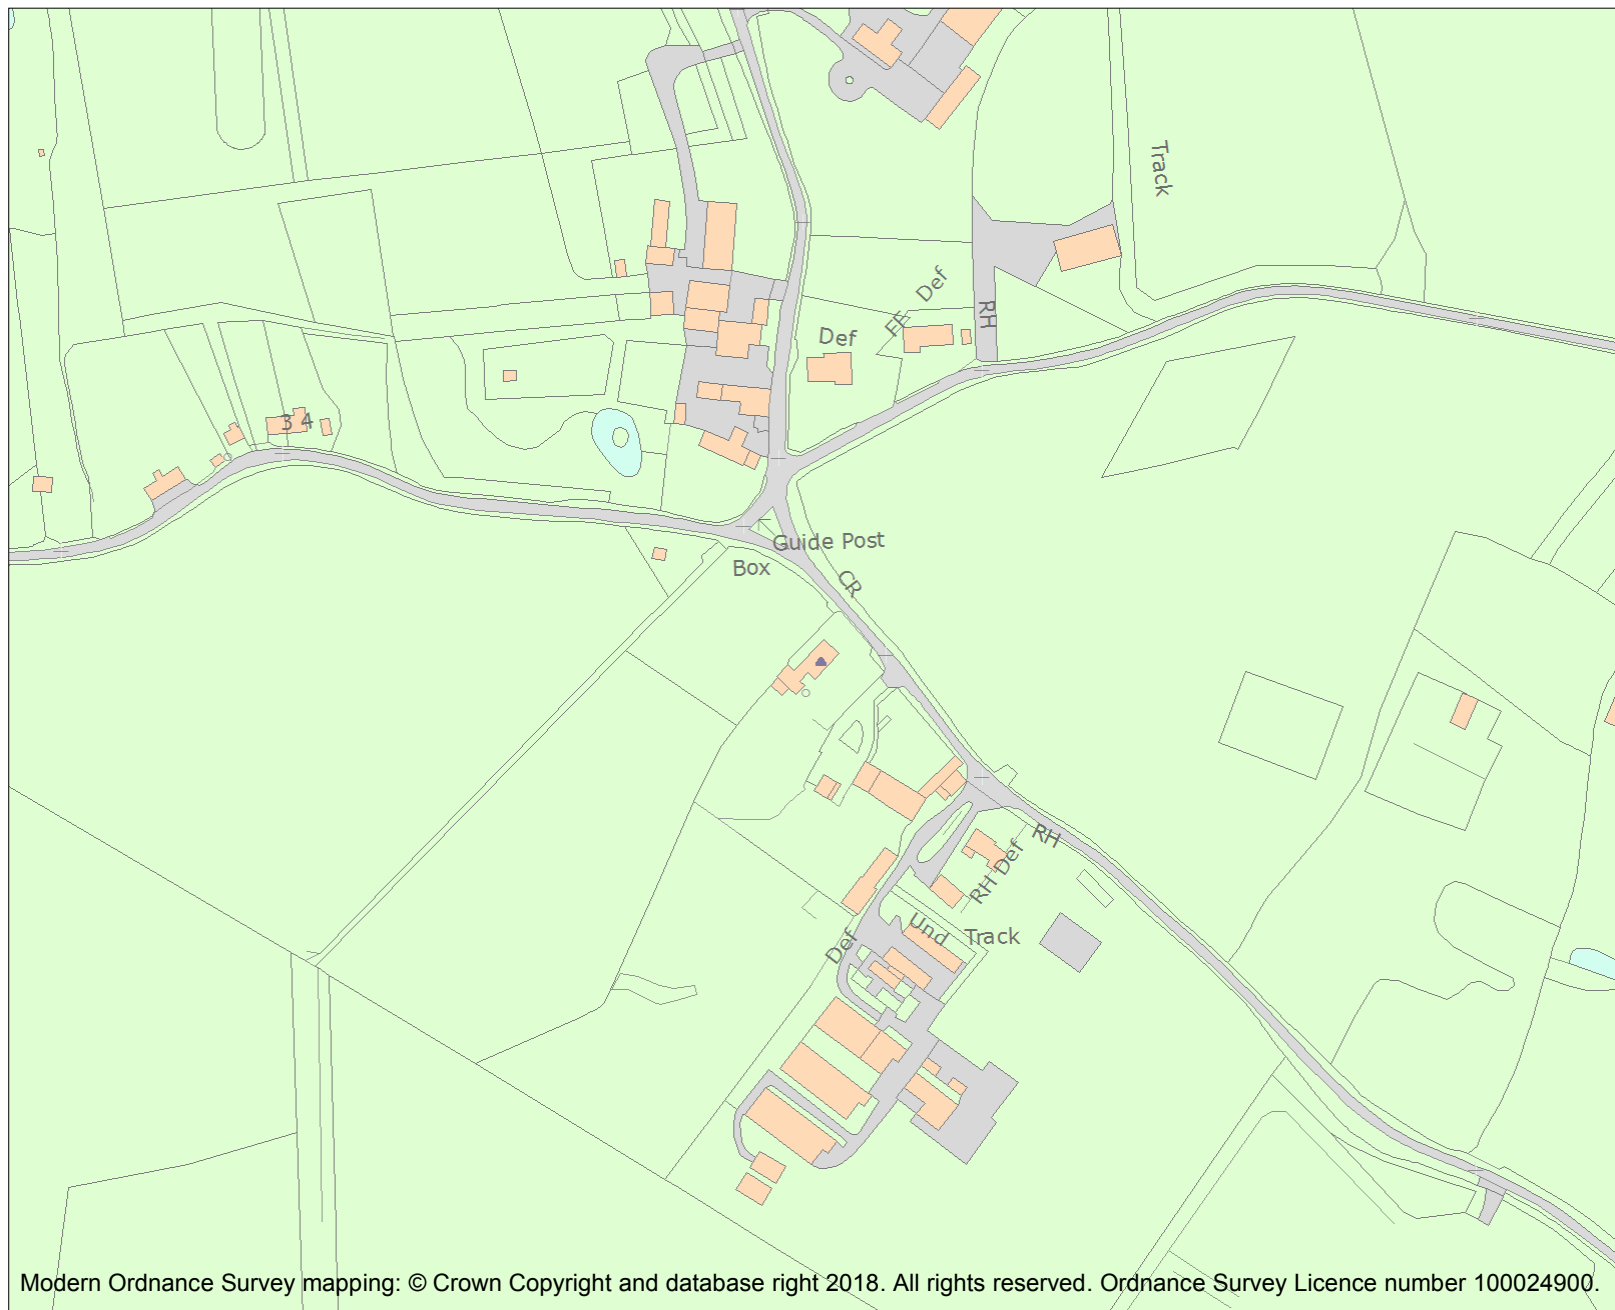 Track
Def
RH
FF
Def
3 4
Guide Post
Box
CR
RH
RH Def
Und
Track
Def
Modern Ordnance Survey mapping: © Crown Copyright and database right 2018. All rights reserved. Ordnance Survey Licence number 100024900.